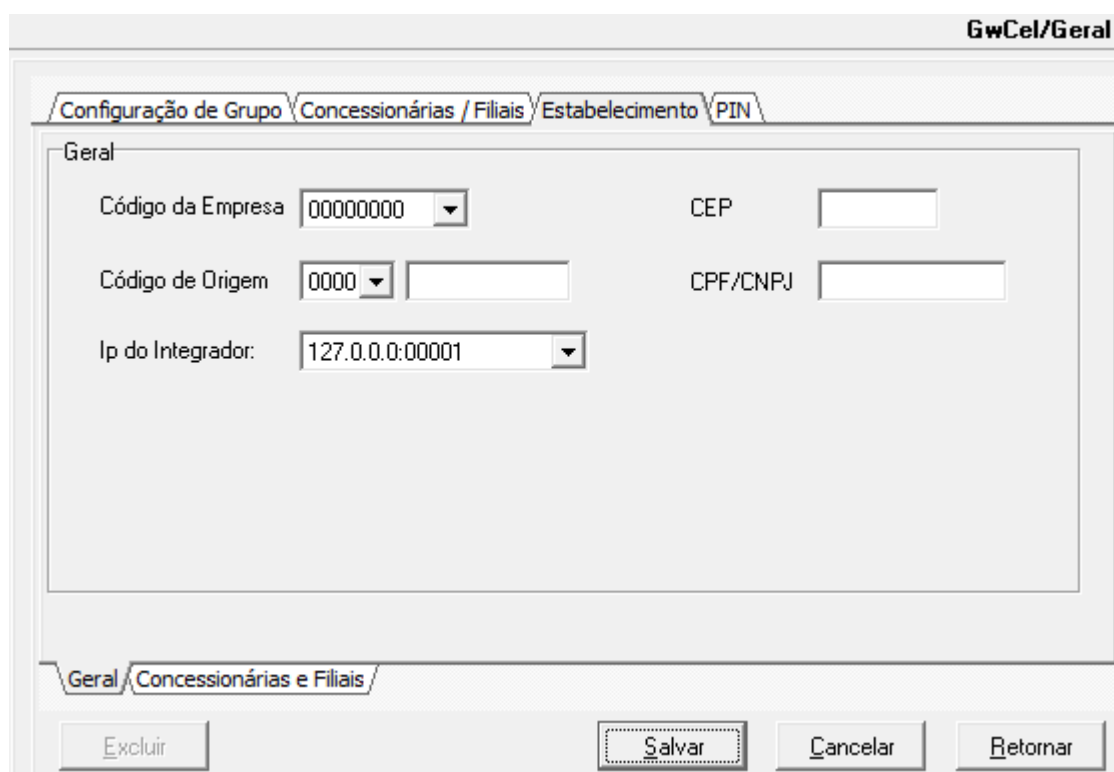 GwCel/Geral
Configuração de Grupo Concessionárias / Filiais Estabelecimento PIN
Geral
Código da Empresa 00000000 CEP
Código de Origem 0000 CPF/CNPJ
Ip do Integrador: 127.0.0.0:00001
Geral Concessionárias e Filiais
Excluir Salvar Cancelar Retornar